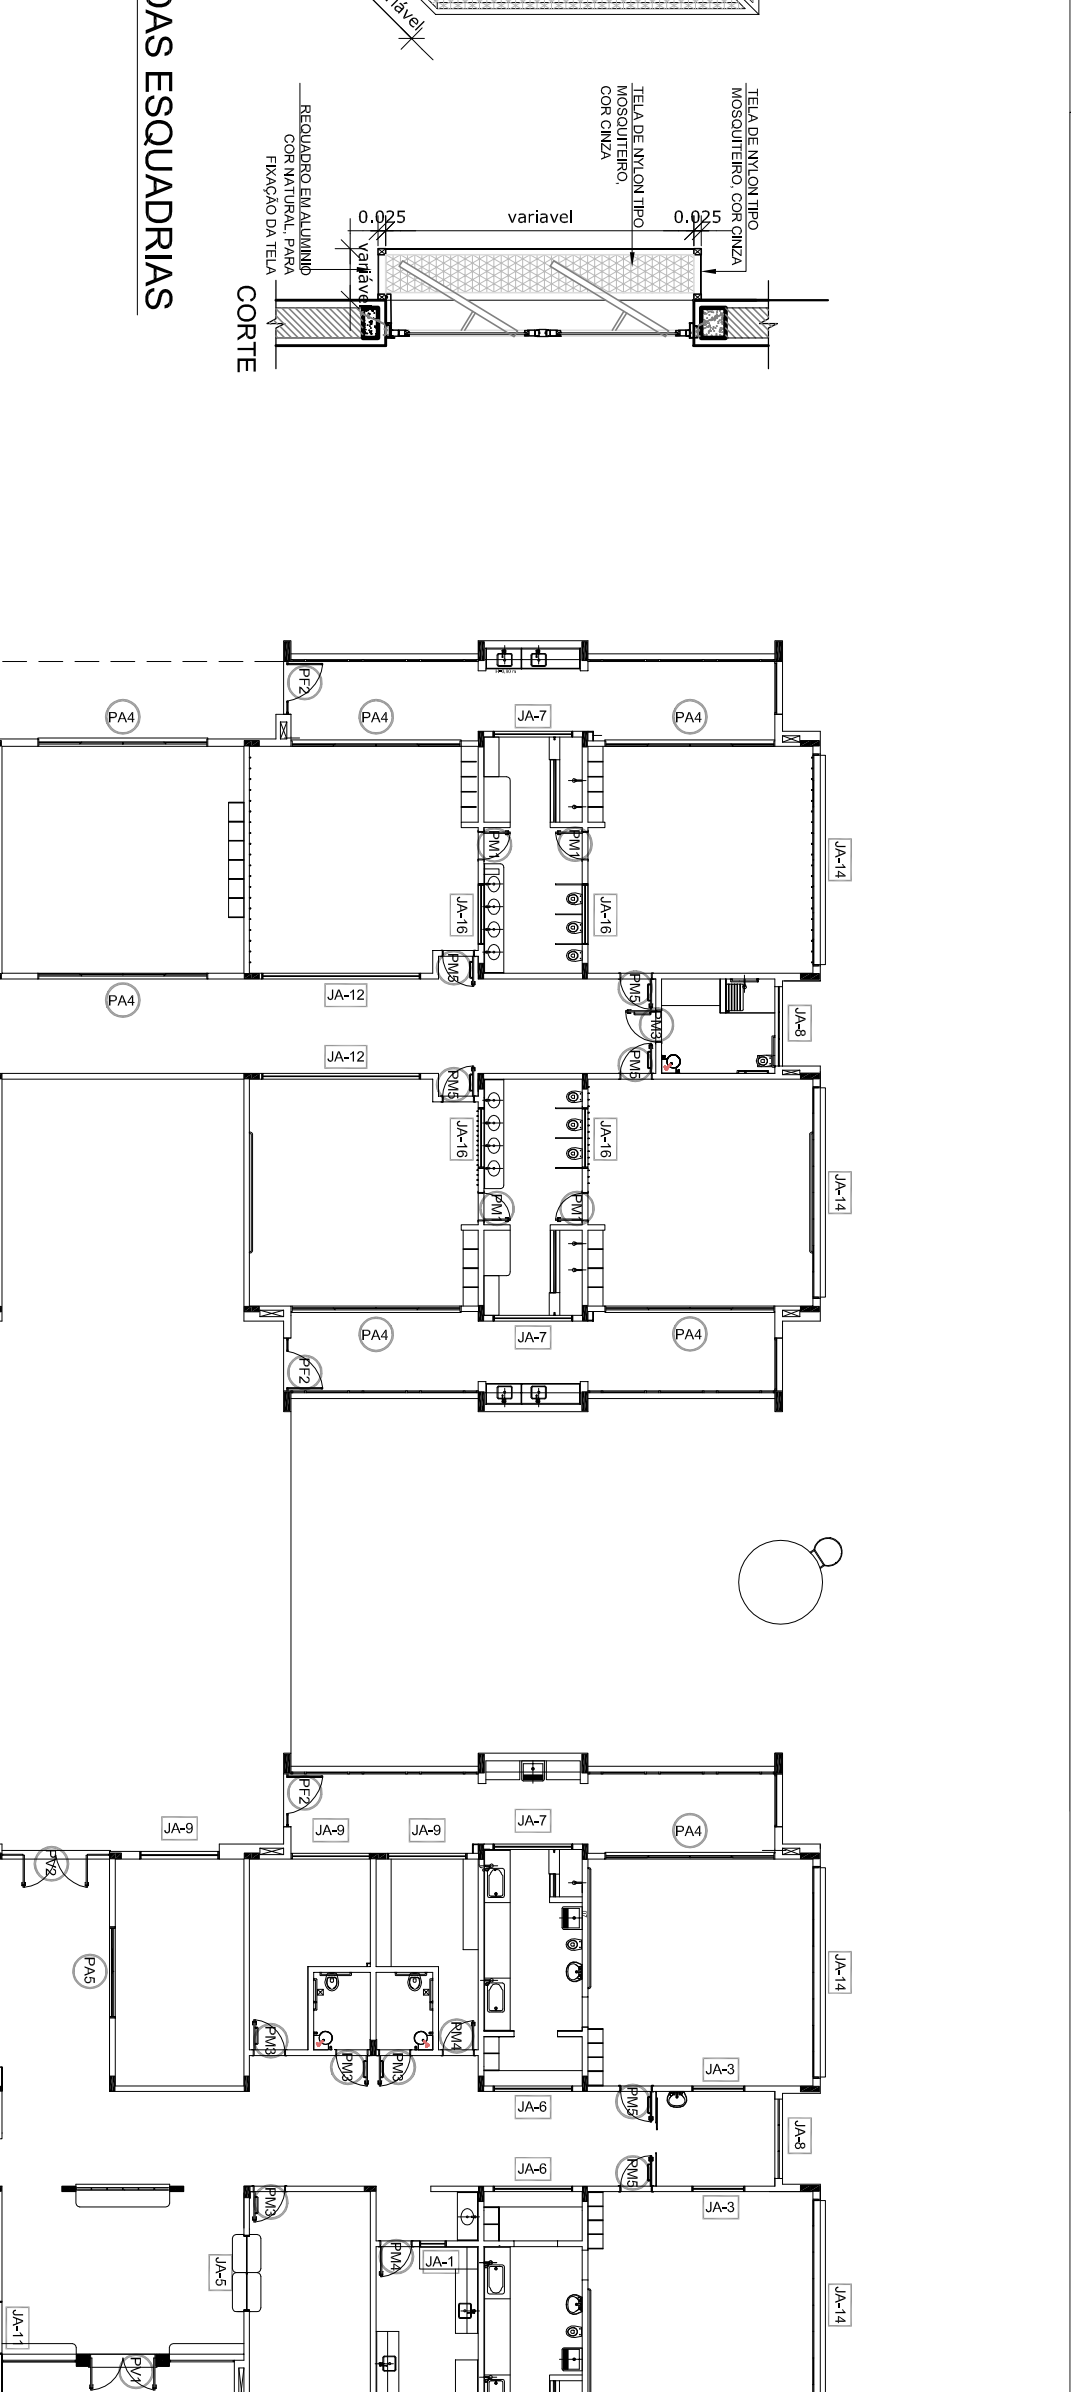 DAS ESQUADRIAS
TELA DE NYLON TIPO
MOSQUITEIRO, COR CINZA
TELA DE NYLON TIPO
MOSQUITEIRO,
COR CINZA
REQUADRO EM ALUMINIO
COR NATURAL, PARA
FIXAÇÃO DA TELA
0.025
variavel
0.025
variável
CORTE
PF2
PA4
PA4
JA-7
PA4
PM1
PM1
JA-14
JA-16
JA-16
PM5
PA4
JA-12
PM5
PM3
JA-8
JA-12
PM5
PM5
JA-16
JA-16
JA-14
PM1
PM1
PA4
JA-7
PA4
PF2
PF2
JA-9
JA-9
JA-9
JA-7
PA4
PV2
PA5
JA-14
PM3
PM4
PM3
PM3
JA-3
JA-6
PM5
JA-8
JA-6
PM5
PM3
JA-3
PM4
JA-1
JA-5
JA-14
JA-11
PV1